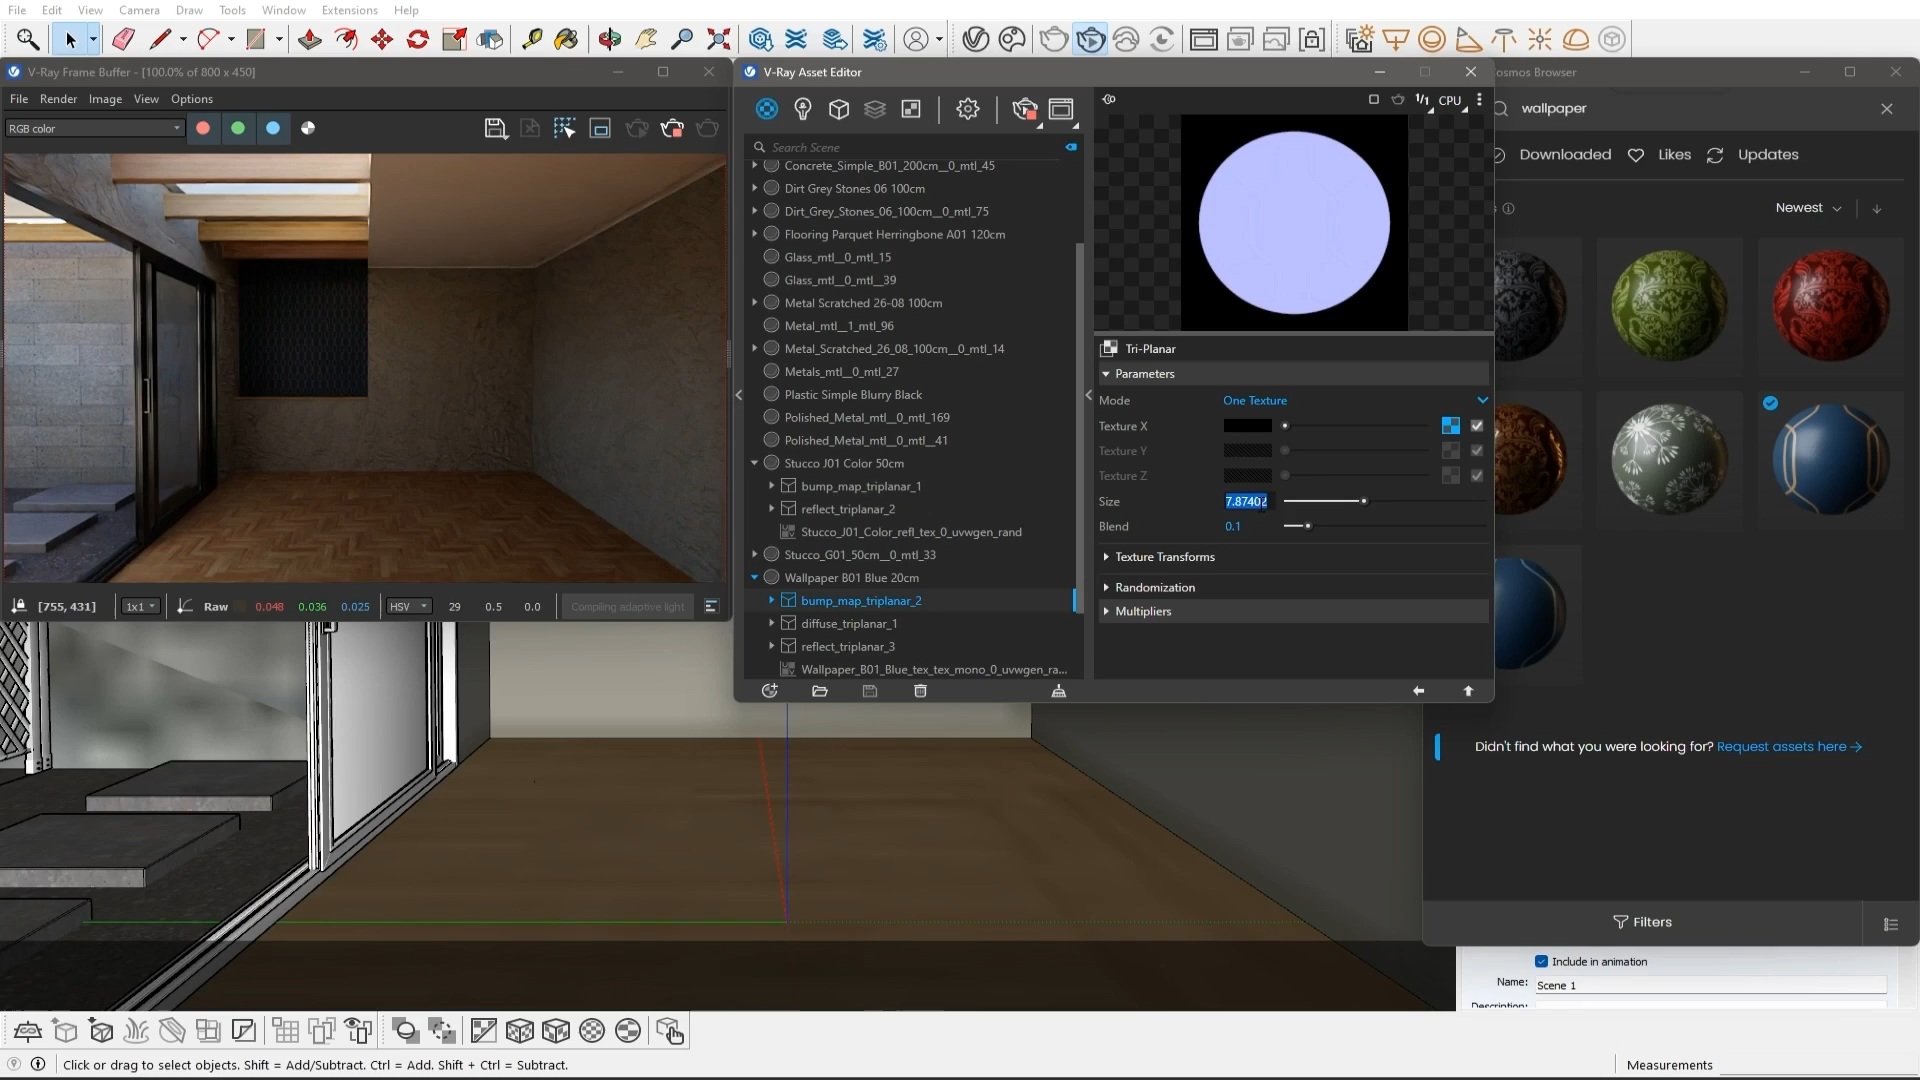 File Edit View Camera Draw Tools Window Extensions Help
V-Ray Frame Buffer - [100.0% of 800 x 450]
File Render Image View Options
RGB color
[755, 431] 1x1 Raw 0.048 0.036 0.025 HSV 29 0.5 0.0 Compiling adaptive light
V-Ray Asset Editor
Search Scene
Concrete_Simple_B01_200cm__0_mtl_45
Dirt Grey Stones 06 100cm
Dirt_Grey_Stones_06_100cm__0_mtl_75
Flooring Parquet Herringbone A01 120cm
Glass_mtl__0_mtl_15
Glass_mtl__0_mtl__39
Metal Scratched 26-08 100cm
Metal_mtl__1_mtl_96
Metal_Scratched_26_08_100cm__0_mtl_14
Metals_mtl__0_mtl_27
Plastic Simple Blurry Black
Polished_Metal_mtl__0_mtl_169
Polished_Metal_mtl__0_mtl__41
Stucco J01 Color 50cm
bump_map_triplanar_1
reflect_triplanar_2
Stucco_J01_Color_refl_tex_0_uvwgen_rand
Stucco_G01_50cm__0_mtl_33
Wallpaper B01 Blue 20cm
bump_map_triplanar_2
diffuse_triplanar_1
reflect_triplanar_3
Wallpaper_B01_Blue_tex_tex_mono_0_uvwgen_ra...
1/1 CPU
Tri-Planar
Parameters
Mode One Texture
Texture X
Texture Y
Texture Z
Size 7.87402
Blend 0.1
Texture Transforms
Randomization
Multipliers
osmos Browser
wallpaper
Downloaded Likes Updates
Newest
Didn't find what you were looking for? Request assets here →
Filters
Include in animation
Name: Scene 1
Description:
Click or drag to select objects. Shift = Add/Subtract. Ctrl = Add. Shift + Ctrl = Subtract.
Measurements